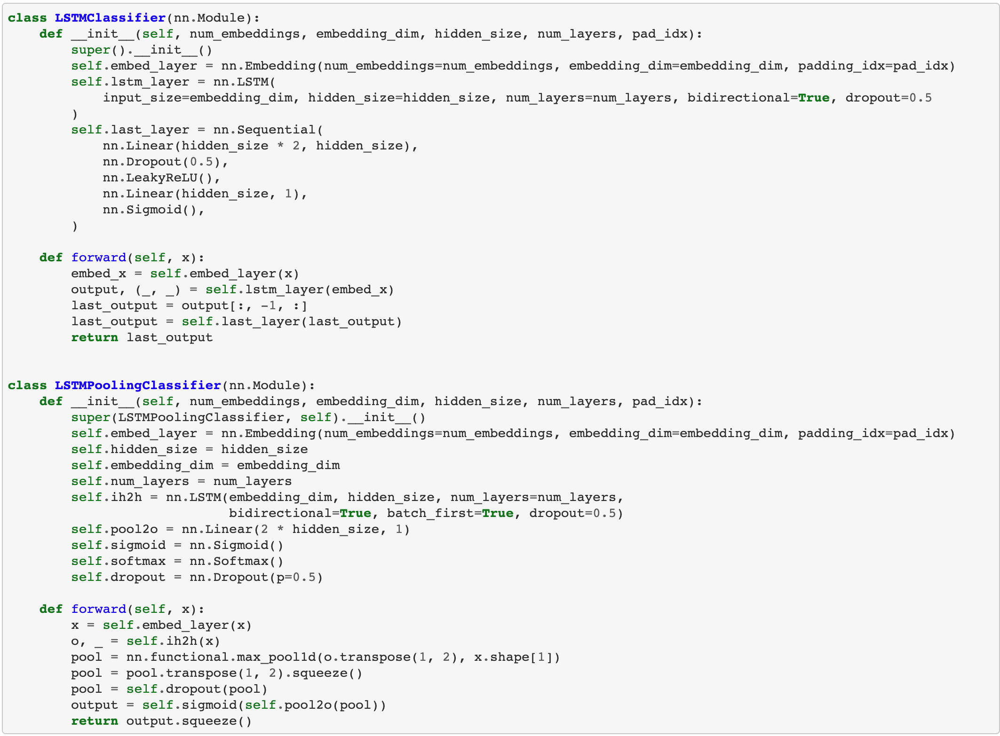 class LSTMClassifier(nn.Module):
    def __init__(self, num_embeddings, embedding_dim, hidden_size, num_layers, pad_idx):
        super().__init__()
        self.embed_layer = nn.Embedding(num_embeddings=num_embeddings, embedding_dim=embedding_dim, padding_idx=pad_idx)
        self.lstm_layer = nn.LSTM(
            input_size=embedding_dim, hidden_size=hidden_size, num_layers=num_layers, bidirectional=True, dropout=0.5
        )
        self.last_layer = nn.Sequential(
            nn.Linear(hidden_size * 2, hidden_size),
            nn.Dropout(0.5),
            nn.LeakyReLU(),
            nn.Linear(hidden_size, 1),
            nn.Sigmoid(),
        )

    def forward(self, x):
        embed_x = self.embed_layer(x)
        output, (_, _) = self.lstm_layer(embed_x)
        last_output = output[:, -1, :]
        last_output = self.last_layer(last_output)
        return last_output


class LSTMPoolingClassifier(nn.Module):
    def __init__(self, num_embeddings, embedding_dim, hidden_size, num_layers, pad_idx):
        super(LSTMPoolingClassifier, self).__init__()
        self.embed_layer = nn.Embedding(num_embeddings=num_embeddings, embedding_dim=embedding_dim, padding_idx=pad_idx)
        self.hidden_size = hidden_size
        self.embedding_dim = embedding_dim
        self.num_layers = num_layers
        self.ih2h = nn.LSTM(embedding_dim, hidden_size, num_layers=num_layers,
                            bidirectional=True, batch_first=True, dropout=0.5)
        self.pool2o = nn.Linear(2 * hidden_size, 1)
        self.sigmoid = nn.Sigmoid()
        self.softmax = nn.Softmax()
        self.dropout = nn.Dropout(p=0.5)

    def forward(self, x):
        x = self.embed_layer(x)
        o, _ = self.ih2h(x)
        pool = nn.functional.max_pool1d(o.transpose(1, 2), x.shape[1])
        pool = pool.transpose(1, 2).squeeze()
        pool = self.dropout(pool)
        output = self.sigmoid(self.pool2o(pool))
        return output.squeeze()